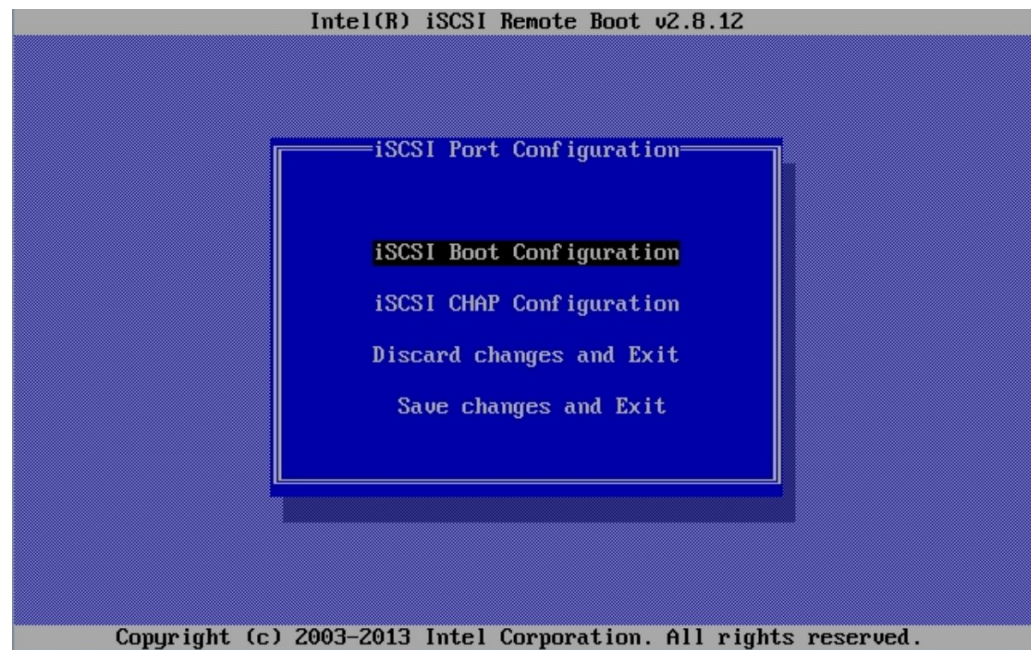 Intel(R) iSCSI Remote Boot v2.8.12
iSCSI Port Configuration
iSCSI Boot Configuration
iSCSI CHAP Configuration
Discard changes and Exit
Save changes and Exit
Copyright (c) 2003-2013 Intel Corporation. All rights reserved.